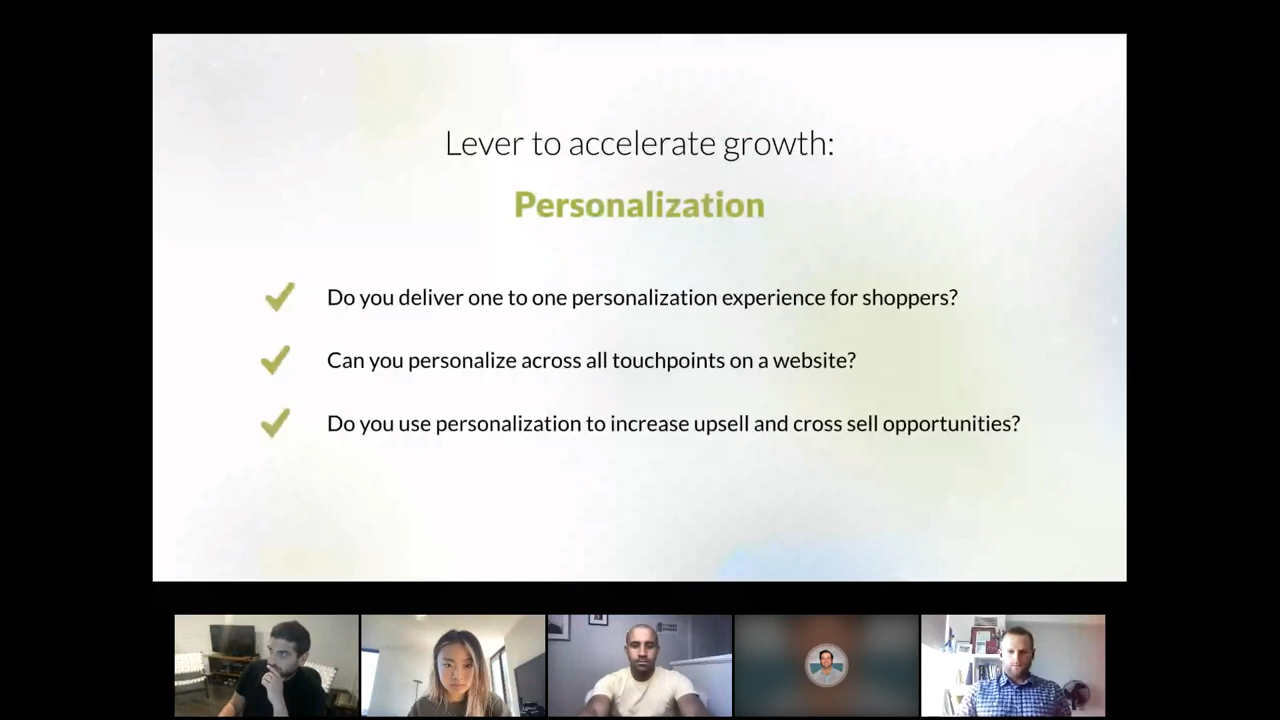 Lever to accelerate growth:
Personalization
Do you deliver one to one personalization experience for shoppers?
Can you personalize across all touchpoints on a website?
Do you use personalization to increase upsell and cross sell opportunities?